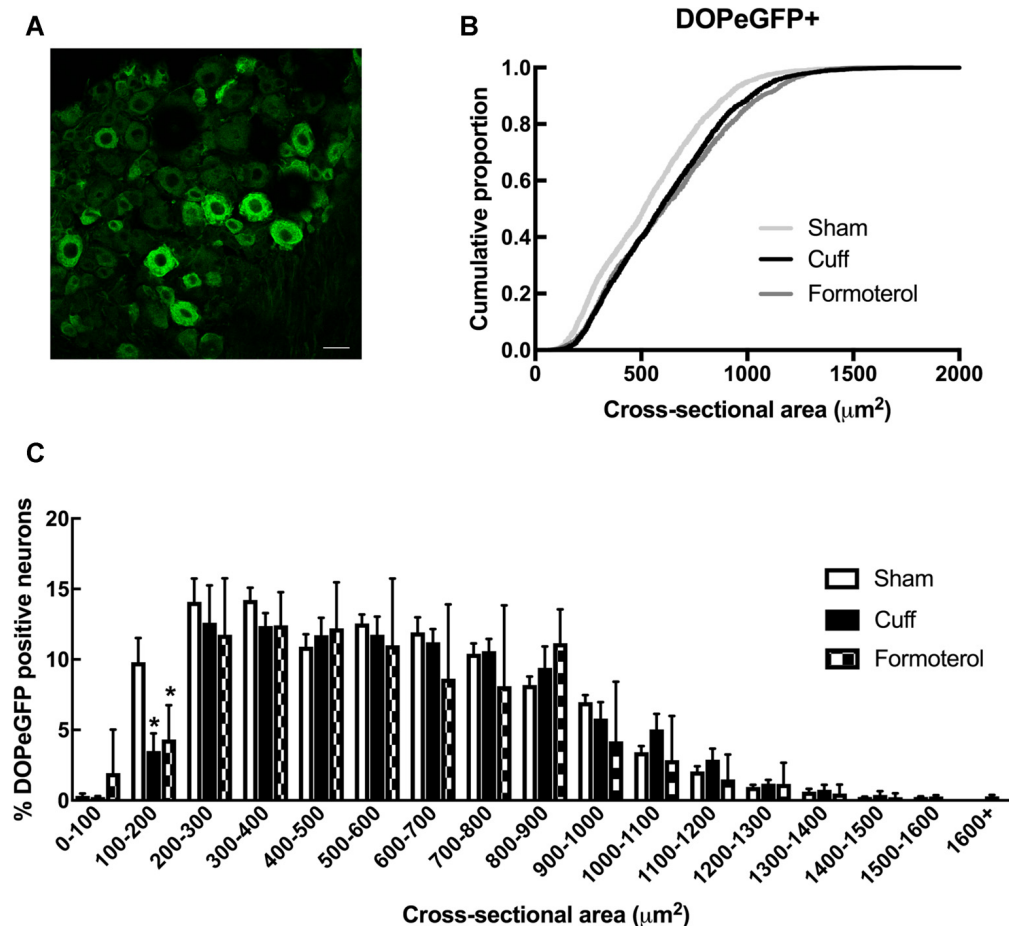 A
B
DOPeGFP+
1.0
0.8
0.6
0.4
0.2
0.0
Cumulative proportion
Sham
Cuff
Formoterol
0 500 1000 1500 2000
Cross-sectional area (μm²)
C
20
15
10
5
0
% DOPeGFP positive neurons
* *
Sham
Cuff
Formoterol
0-100 100-200 200-300 300-400 400-500 500-600 600-700 700-800 800-900 900-1000 1000-1100 1100-1200 1200-1300 1300-1400 1400-1500 1500-1600 1600+
Cross-sectional area (μm²)